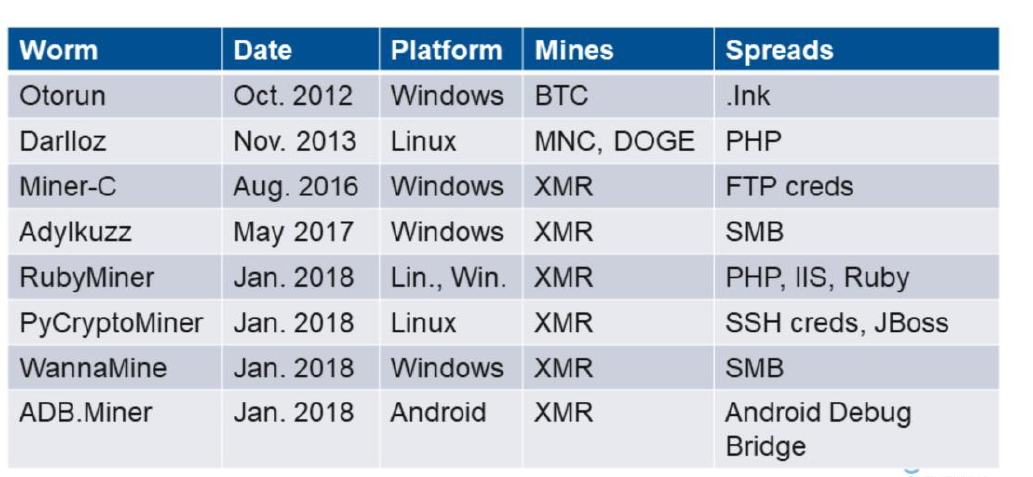 Worm Date Platform Mines Spreads
Otorun Oct. 2012 Windows BTC .lnk
Darlloz Nov. 2013 Linux MNC, DOGE PHP
Miner-C Aug. 2016 Windows XMR FTP creds
Adylkuzz May 2017 Windows XMR SMB
RubyMiner Jan. 2018 Lin., Win. XMR PHP, IIS, Ruby
PyCryptoMiner Jan. 2018 Linux XMR SSH creds, JBoss
WannaMine Jan. 2018 Windows XMR SMB
ADB.Miner Jan. 2018 Android XMR Android Debug
Bridge